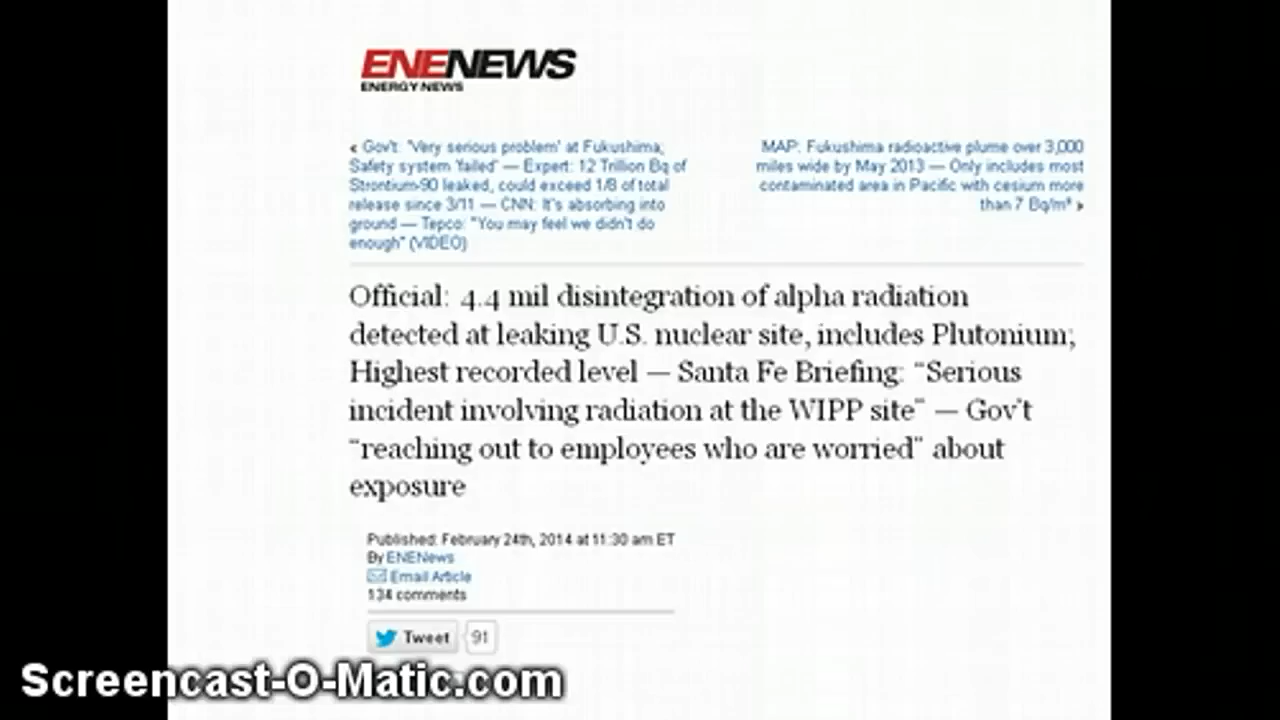 ENENEWS
ENERGY NEWS
« Gov't: 'Very serious problem' at Fukushima;
Safety system 'failed' — Expert: 12 Trillion Bq of
Strontium-90 leaked, could exceed 1/8 of total
release since 3/11 — CNN: It's absorbing into
ground — Tepco: "You may feel we didn't do
enough" (VIDEO)
MAP: Fukushima radioactive plume over 3,000
miles wide by May 2013 — Only includes most
contaminated area in Pacific with cesium more
than 7 Bq/m³ »
Official: 4.4 mil disintegration of alpha radiation
detected at leaking U.S. nuclear site, includes Plutonium;
Highest recorded level — Santa Fe Briefing: “Serious
incident involving radiation at the WIPP site” — Gov't
“reaching out to employees who are worried” about
exposure
Published: February 24th, 2014 at 11:30 am ET
By ENENews
Email Article
134 comments
Tweet 91
Screencast-O-Matic.com